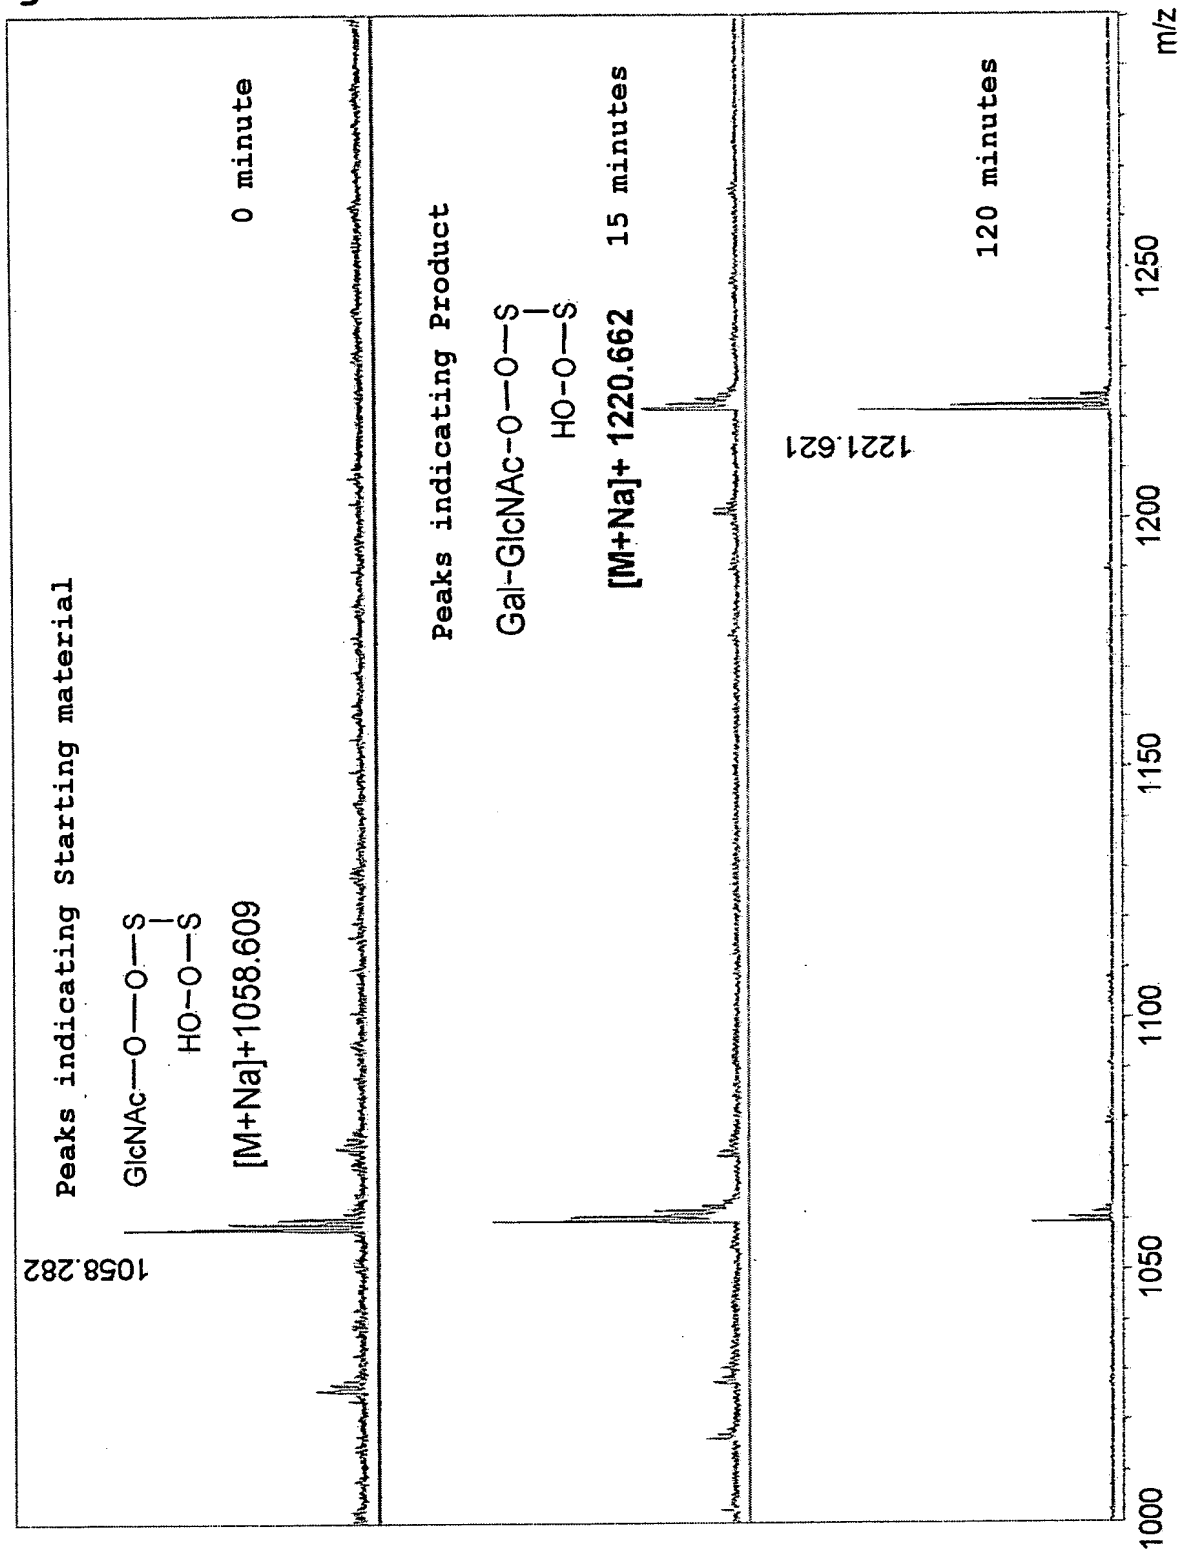 Peaks indicating Starting material
GlcNAc—O—O—S
HO-O—S
[M+Na]+1058.609
1058.282
0 minute
Peaks indicating Product
Gal-GlcNAc-O—O—S
HO-O—S
[M+Na]+ 1220.662
15 minutes
1221.621
120 minutes
1000
1050
1100
1150
1200
1250
m/z